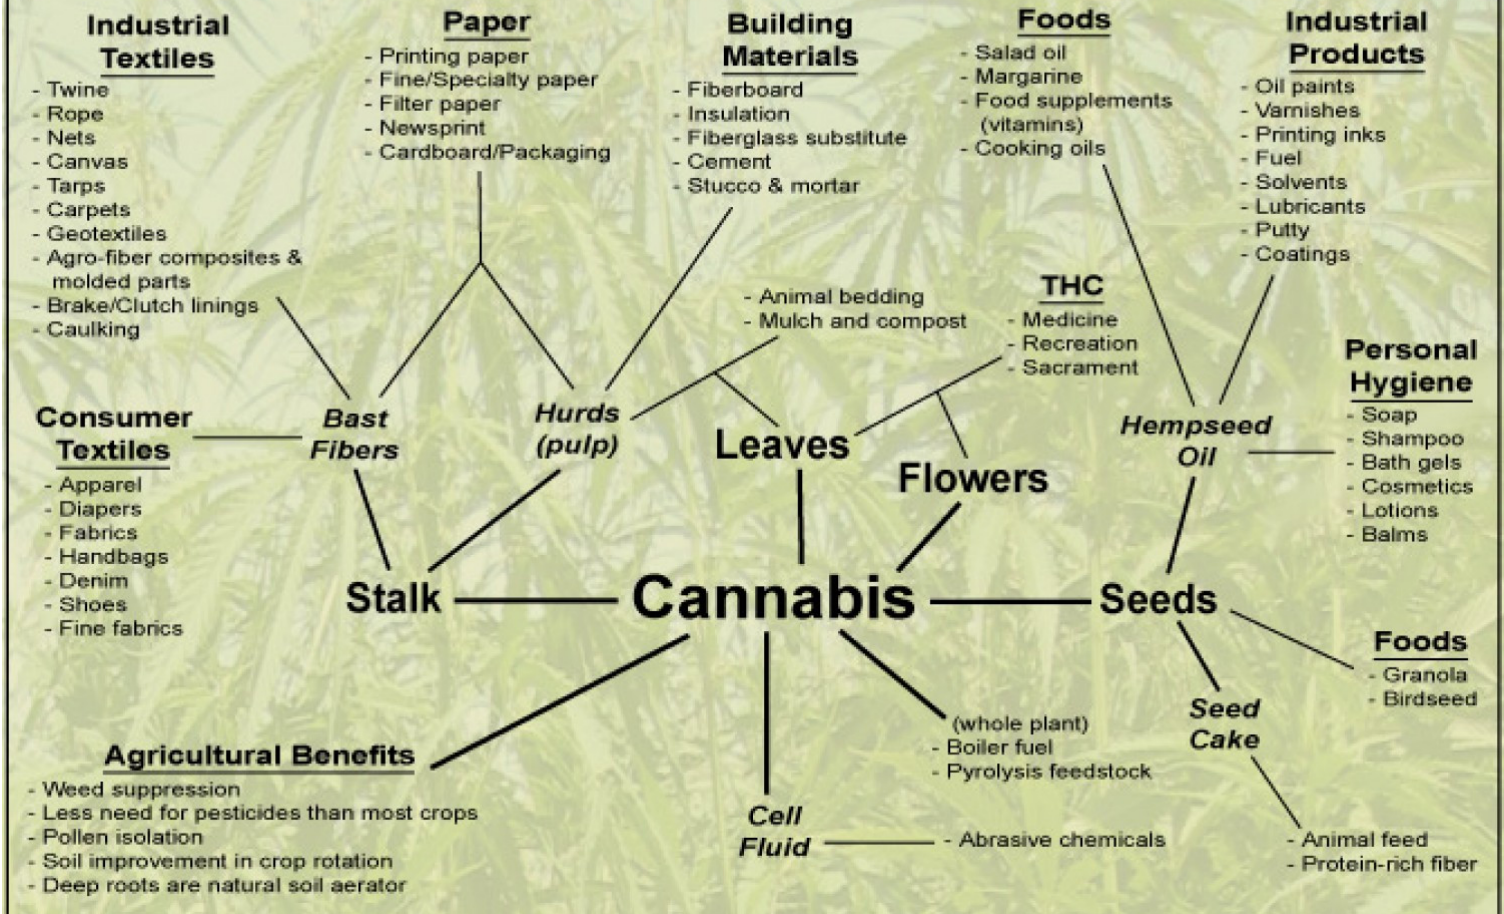 Industrial
Textiles
- Twine
- Rope
- Nets
- Canvas
- Tarps
- Carpets
- Geotextiles
- Agro-fiber composites &
molded parts
- Brake/Clutch linings
- Caulking
Paper
- Printing paper
- Fine/Specialty paper
- Filter paper
- Newsprint
- Cardboard/Packaging
Building
Materials
- Fiberboard
- Insulation
- Fiberglass substitute
- Cement
- Stucco & mortar
Foods
- Salad oil
- Margarine
- Food supplements
(vitamins)
- Cooking oils
Industrial
Products
- Oil paints
- Varnishes
- Printing inks
- Fuel
- Solvents
- Lubricants
- Putty
- Coatings
- Animal bedding
- Mulch and compost
THC
- Medicine
- Recreation
- Sacrament
Personal
Hygiene
- Soap
- Shampoo
- Bath gels
- Cosmetics
- Lotions
- Balms
Consumer
Textiles
- Apparel
- Diapers
- Fabrics
- Handbags
- Denim
- Shoes
- Fine fabrics
Bast
Fibers
Hurds
(pulp)
Leaves
Flowers
Hempseed
Oil
Stalk
Cannabis
Seeds
Foods
- Granola
- Birdseed
Seed
Cake
(whole plant)
- Boiler fuel
- Pyrolysis feedstock
Agricultural Benefits
- Weed suppression
- Less need for pesticides than most crops
- Pollen isolation
- Soil improvement in crop rotation
- Deep roots are natural soil aerator
Cell
Fluid
- Abrasive chemicals
- Animal feed
- Protein-rich fiber